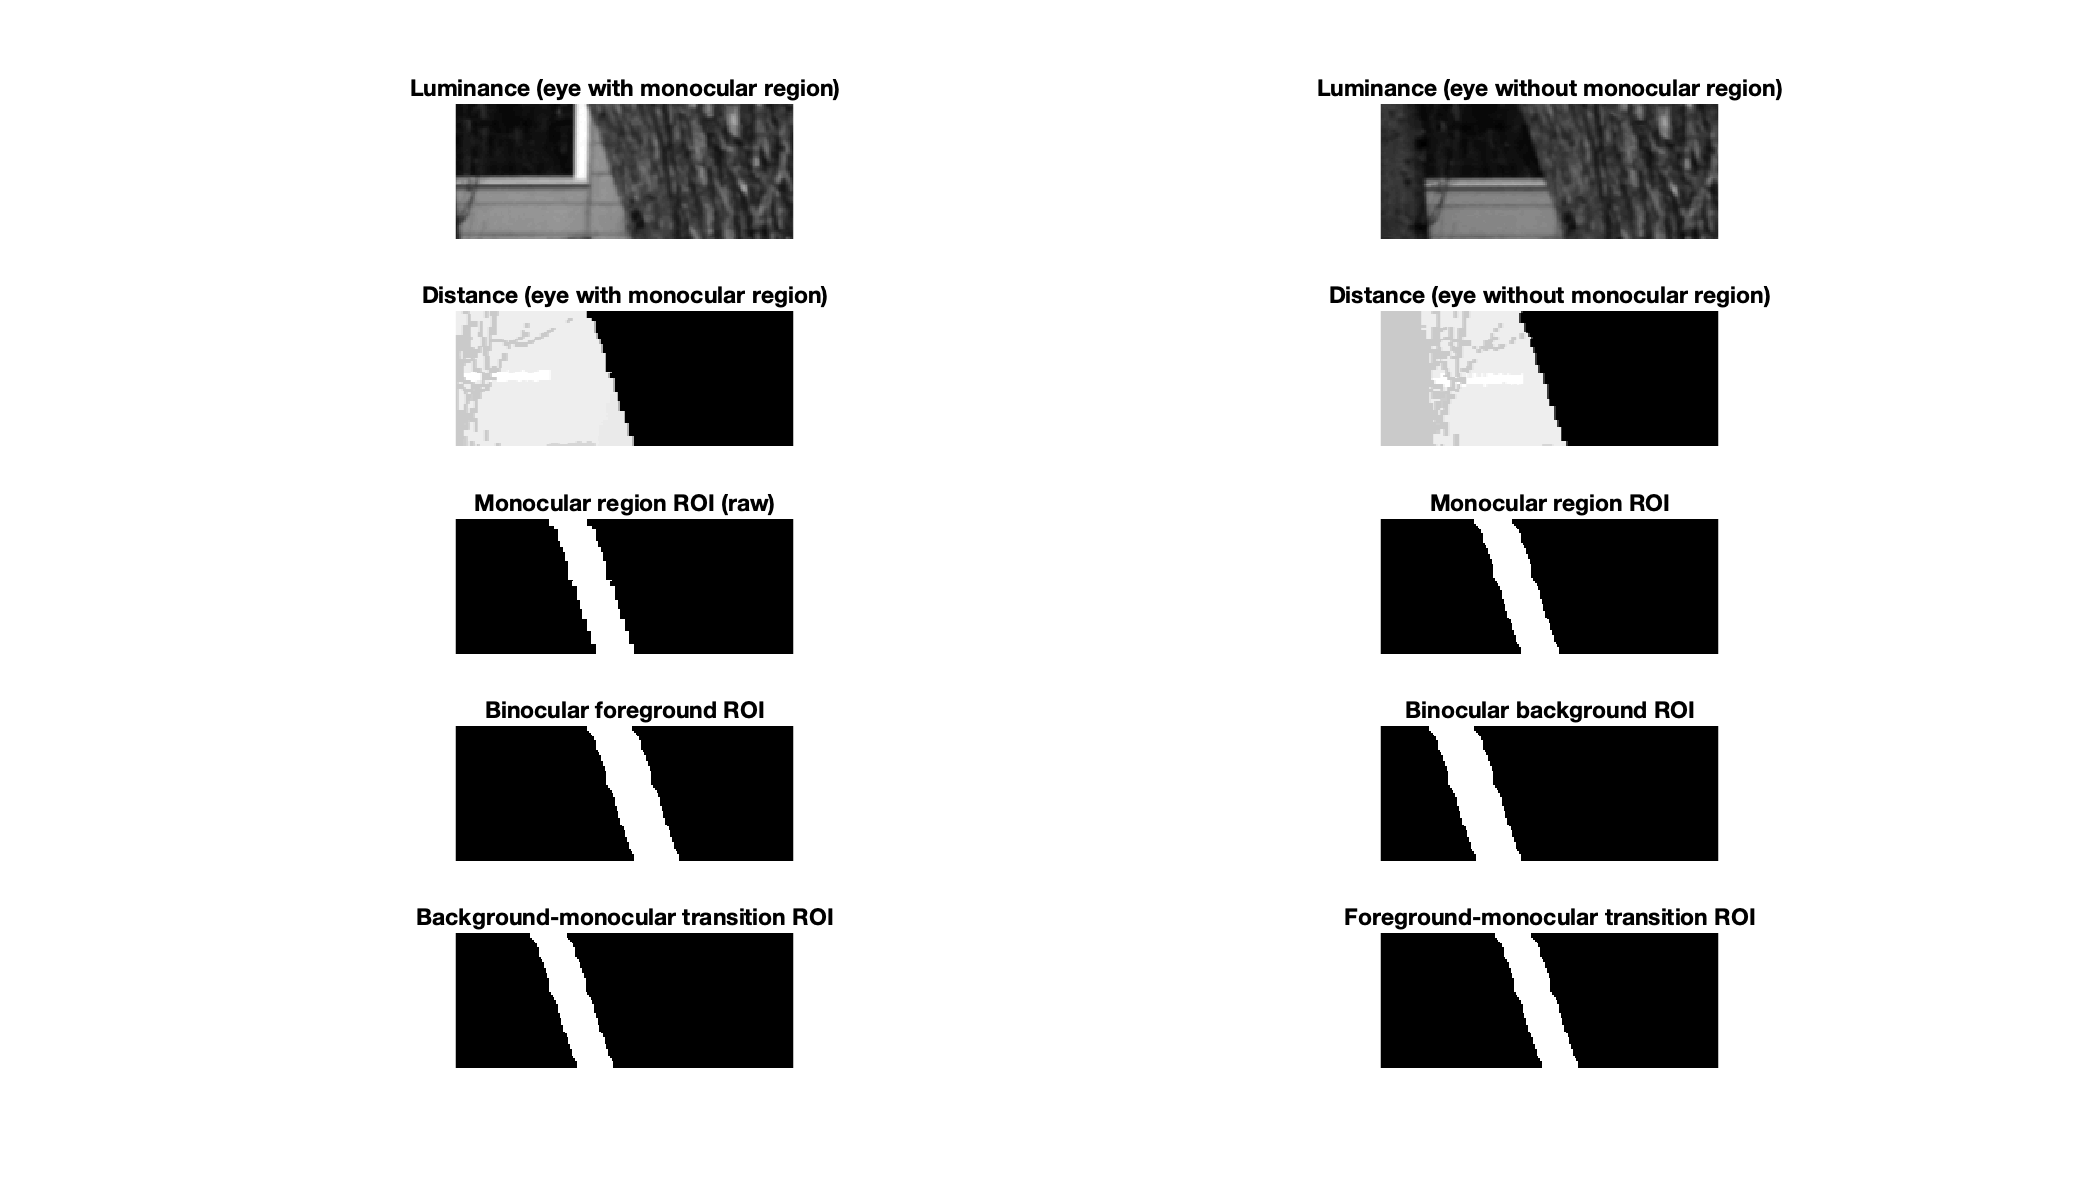 Luminance (eye with monocular region)
Luminance (eye without monocular region)
Distance (eye with monocular region)
Distance (eye without monocular region)
Monocular region ROI (raw)
Monocular region ROI
Binocular foreground ROI
Binocular background ROI
Background-monocular transition ROI
Foreground-monocular transition ROI